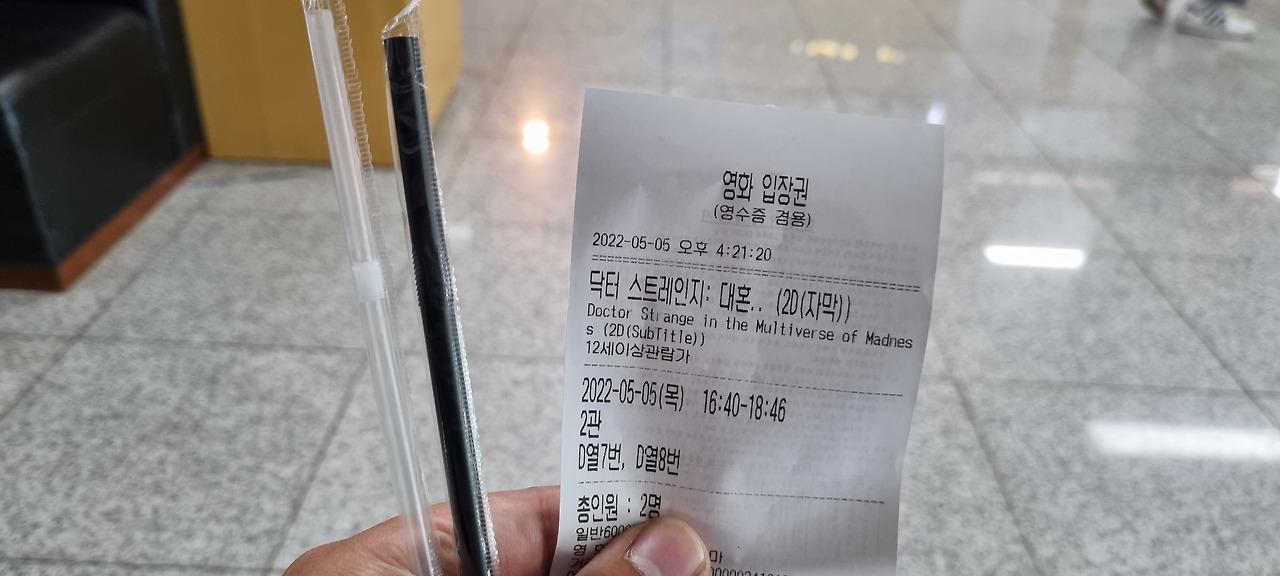 영화 입장권
(영수증 겸용)
2022-05-05 오후 4:21:20
닥터 스트레인지: 대혼.. (2D(자막))
Doctor Strange in the Multiverse of Madnes
s (2D(SubTitle))
12세이상관람가
2022-05-05(목) 16:40-18:46
2관
D열7번, D열8번
총인원 : 2명